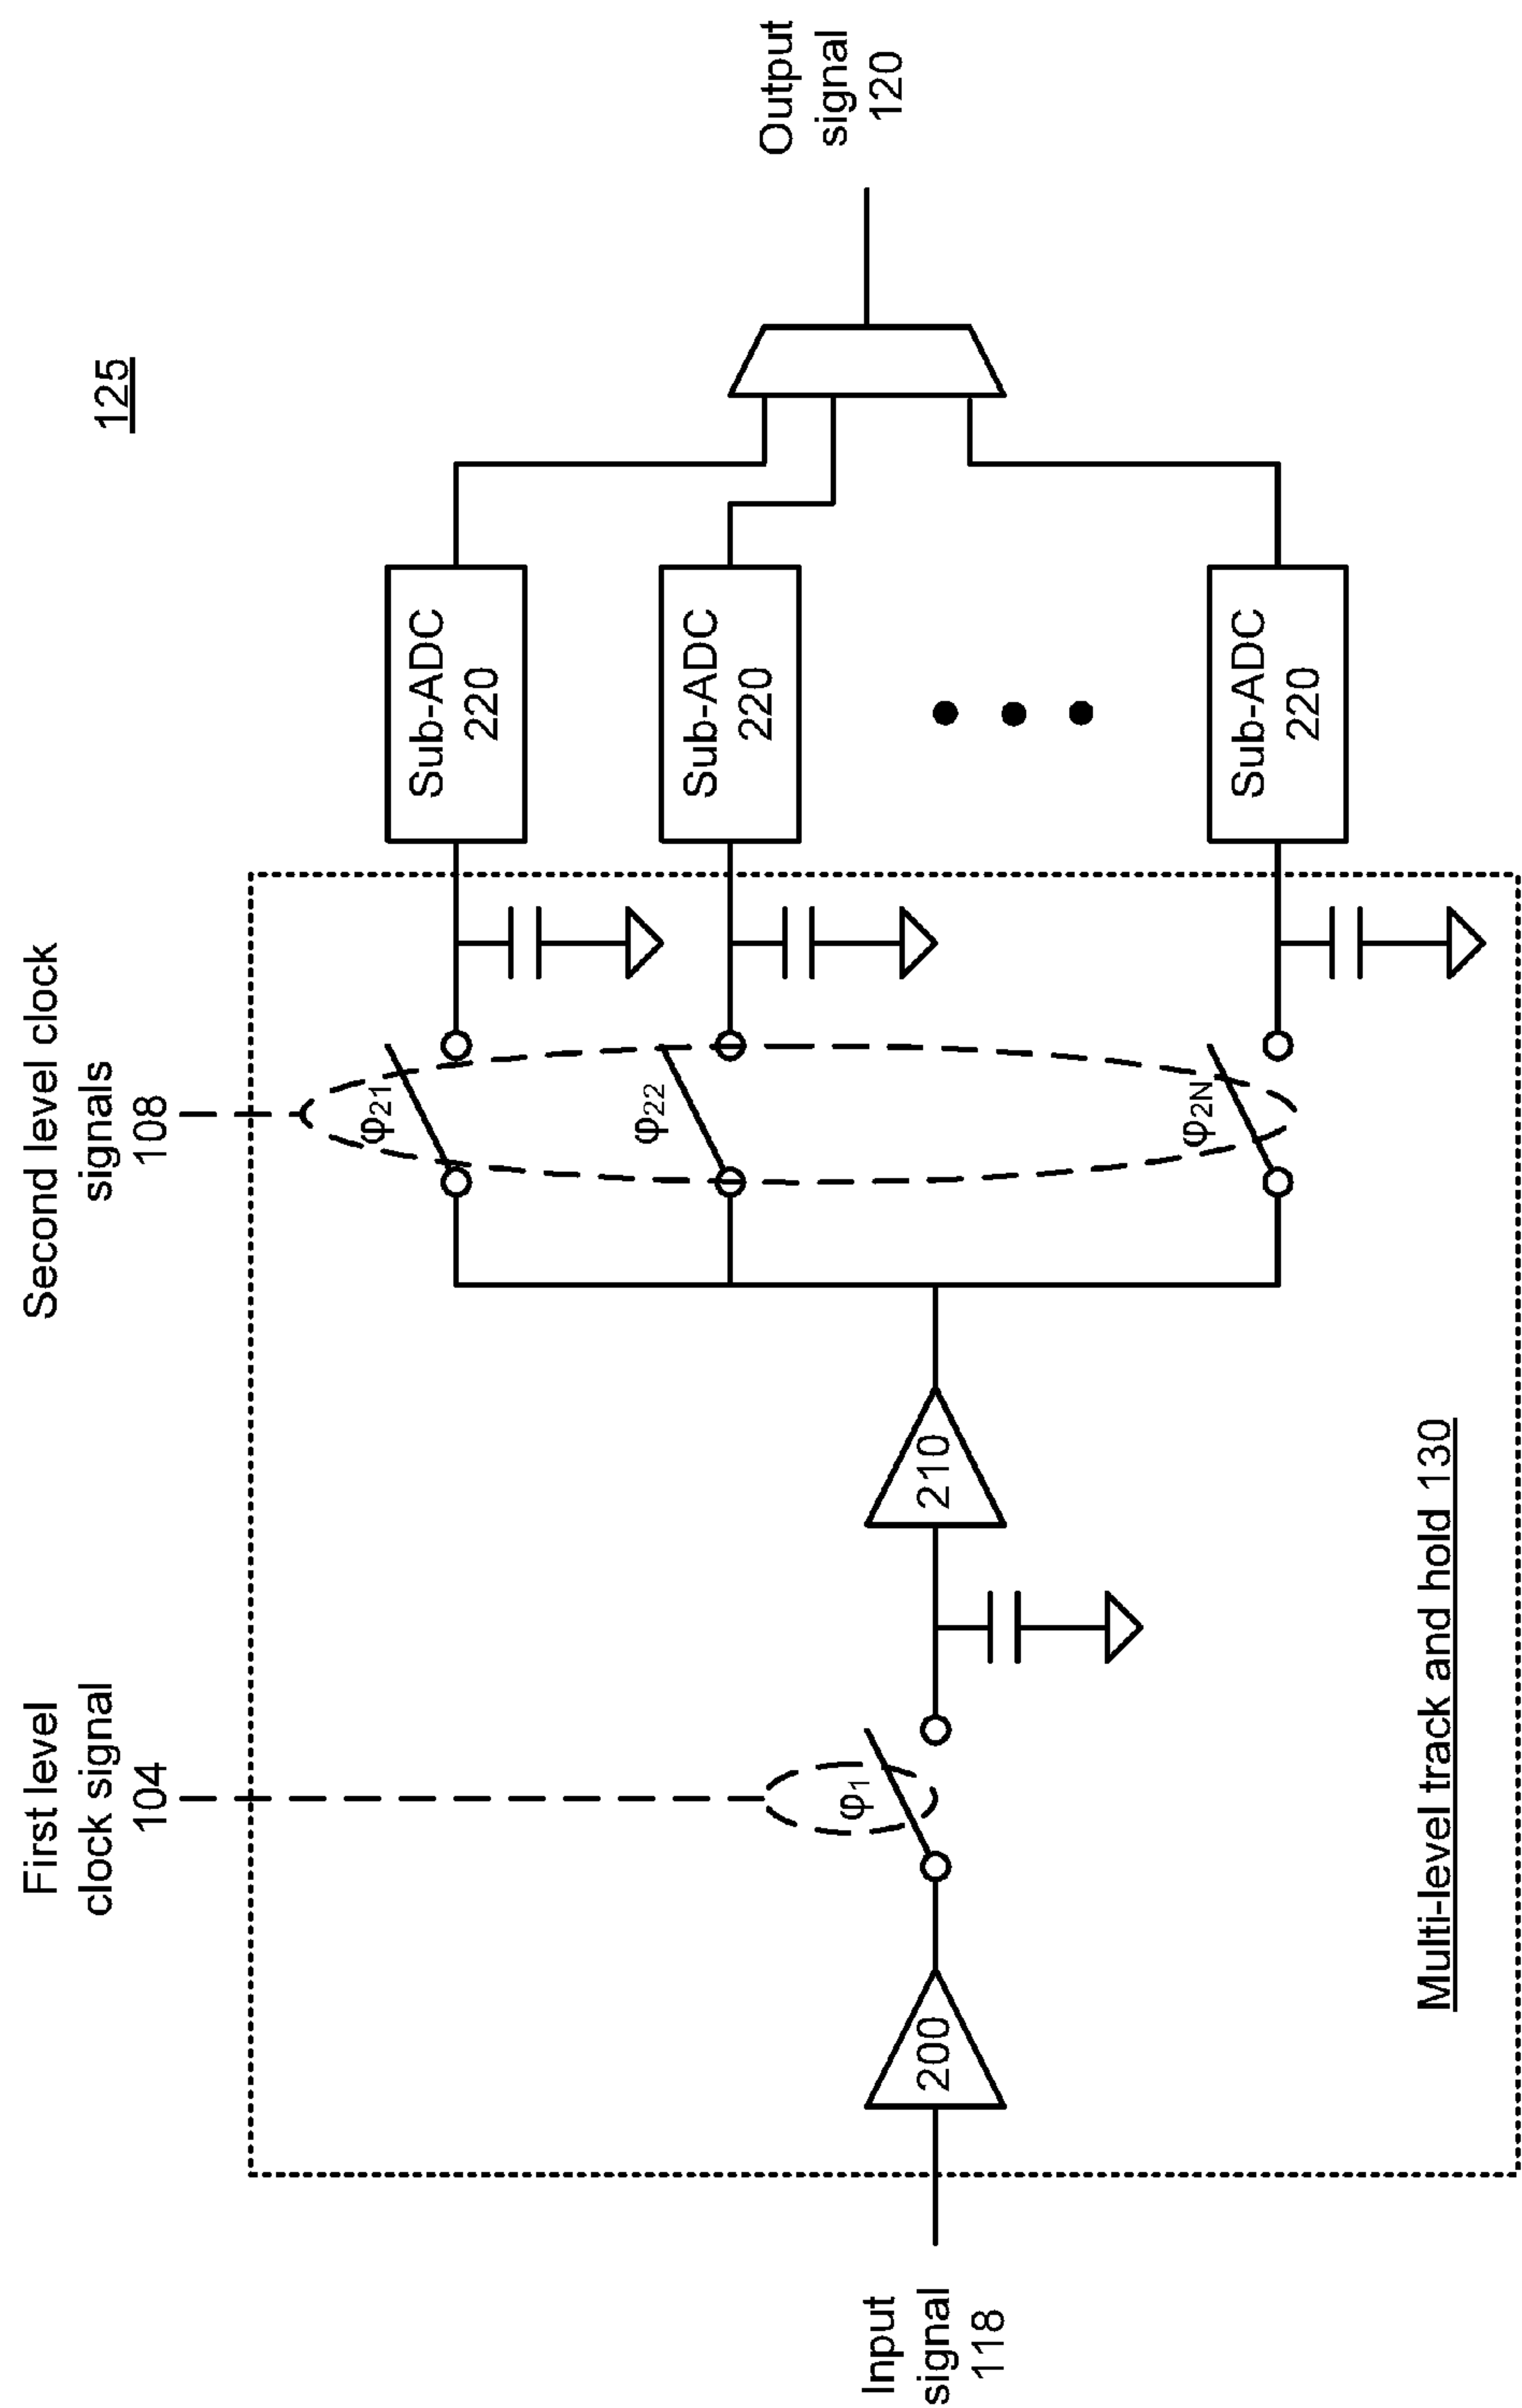 125
First level
clock signal
104
Second level clock
signals
108
Input
signal
118
200
φ1
210
φ21
φ22
φ2N
Sub-ADC
220
Sub-ADC
220
Sub-ADC
220
Output
signal
120
Multi-level track and hold 130